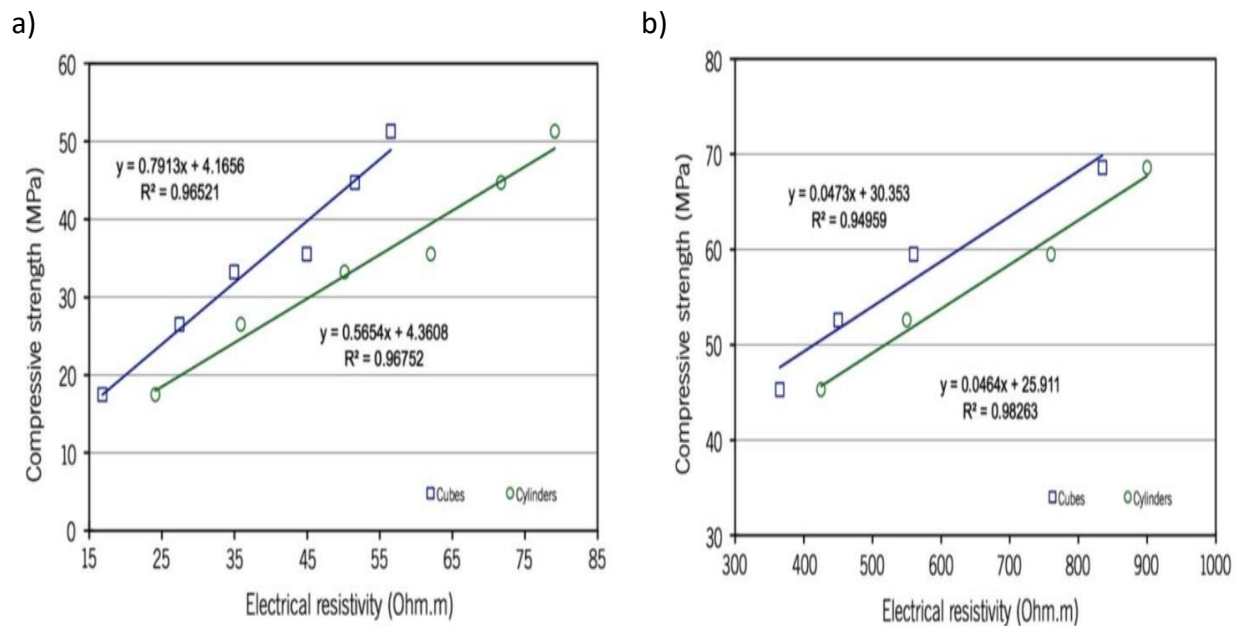 a)
60
50
40
30
20
10
0
Compressive strength (MPa)
y = 0.7913x + 4.1656
R² = 0.96521
y = 0.5654x + 4.3608
R² = 0.96752
Cubes
Cylinders
15 25 35 45 55 65 75 85
Electrical resistivity (Ohm.m)
b)
80
70
60
50
40
30
Compressive strength (MPa)
y = 0.0473x + 30.353
R² = 0.94959
y = 0.0464x + 25.911
R² = 0.98263
Cubes
Cylinders
300 400 500 600 700 800 900 1000
Electrical resistivity (Ohm.m)